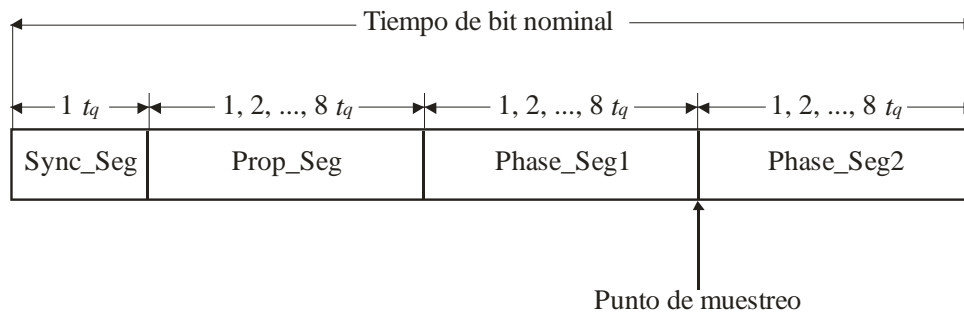 Tiempo de bit nominal
1 tq 1, 2, ..., 8 tq 1, 2, ..., 8 tq 1, 2, ..., 8 tq
Sync_Seg Prop_Seg Phase_Seg1 Phase_Seg2
Punto de muestreo